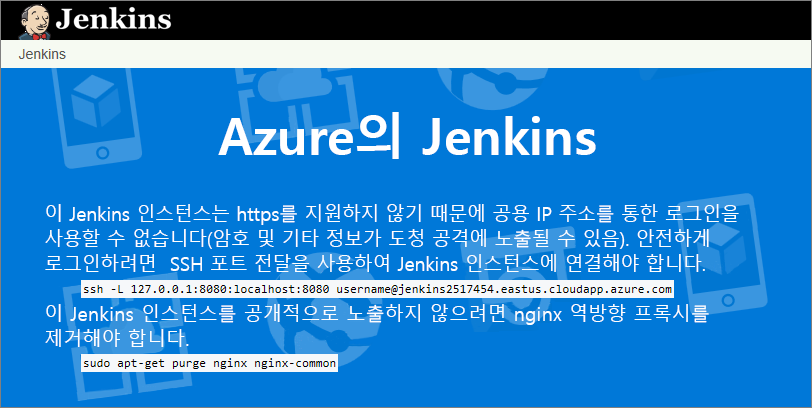 Jenkins
Jenkins
Azure의 Jenkins
이 Jenkins 인스턴스는 https를 지원하지 않기 때문에 공용 IP 주소를 통한 로그인을
사용할 수 없습니다(암호 및 기타 정보가 도청 공격에 노출될 수 있음). 안전하게
로그인하려면 SSH 포트 전달을 사용하여 Jenkins 인스턴스에 연결해야 합니다.
ssh -L 127.0.0.1:8080:localhost:8080 username@jenkins2517454.eastus.cloudapp.azure.com
이 Jenkins 인스턴스를 공개적으로 노출하지 않으려면 nginx 역방향 프록시를
제거해야 합니다.
sudo apt-get purge nginx nginx-common